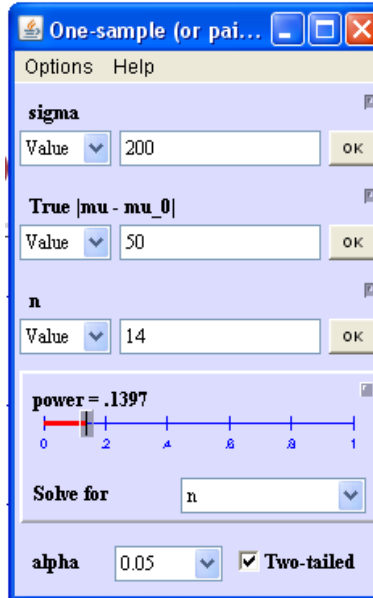 One-sample (or pai...
Options Help
sigma
Value 200 OK
True |mu - mu_0|
Value 50 OK
n
Value 14 OK
power = .1397
0 .2 .4 .6 .8 1
Solve for n
alpha 0.05 Two-tailed